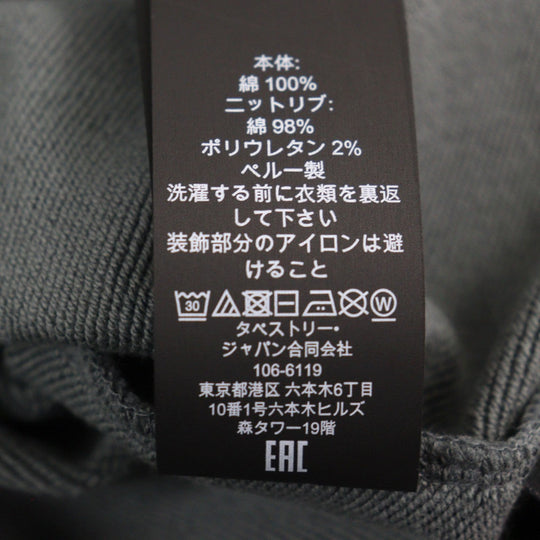 本体:
綿 100%
ニットリブ:
綿 98%
ポリウレタン 2%
ペルー製
洗濯する前に衣類を裏返
して下さい
装飾部分のアイロンは避
けること
30 W
タペストリー・
ジャパン合同会社
106-6119
東京都港区 六本木6丁目
10番1号六本木ヒルズ
森タワー19階
EAC